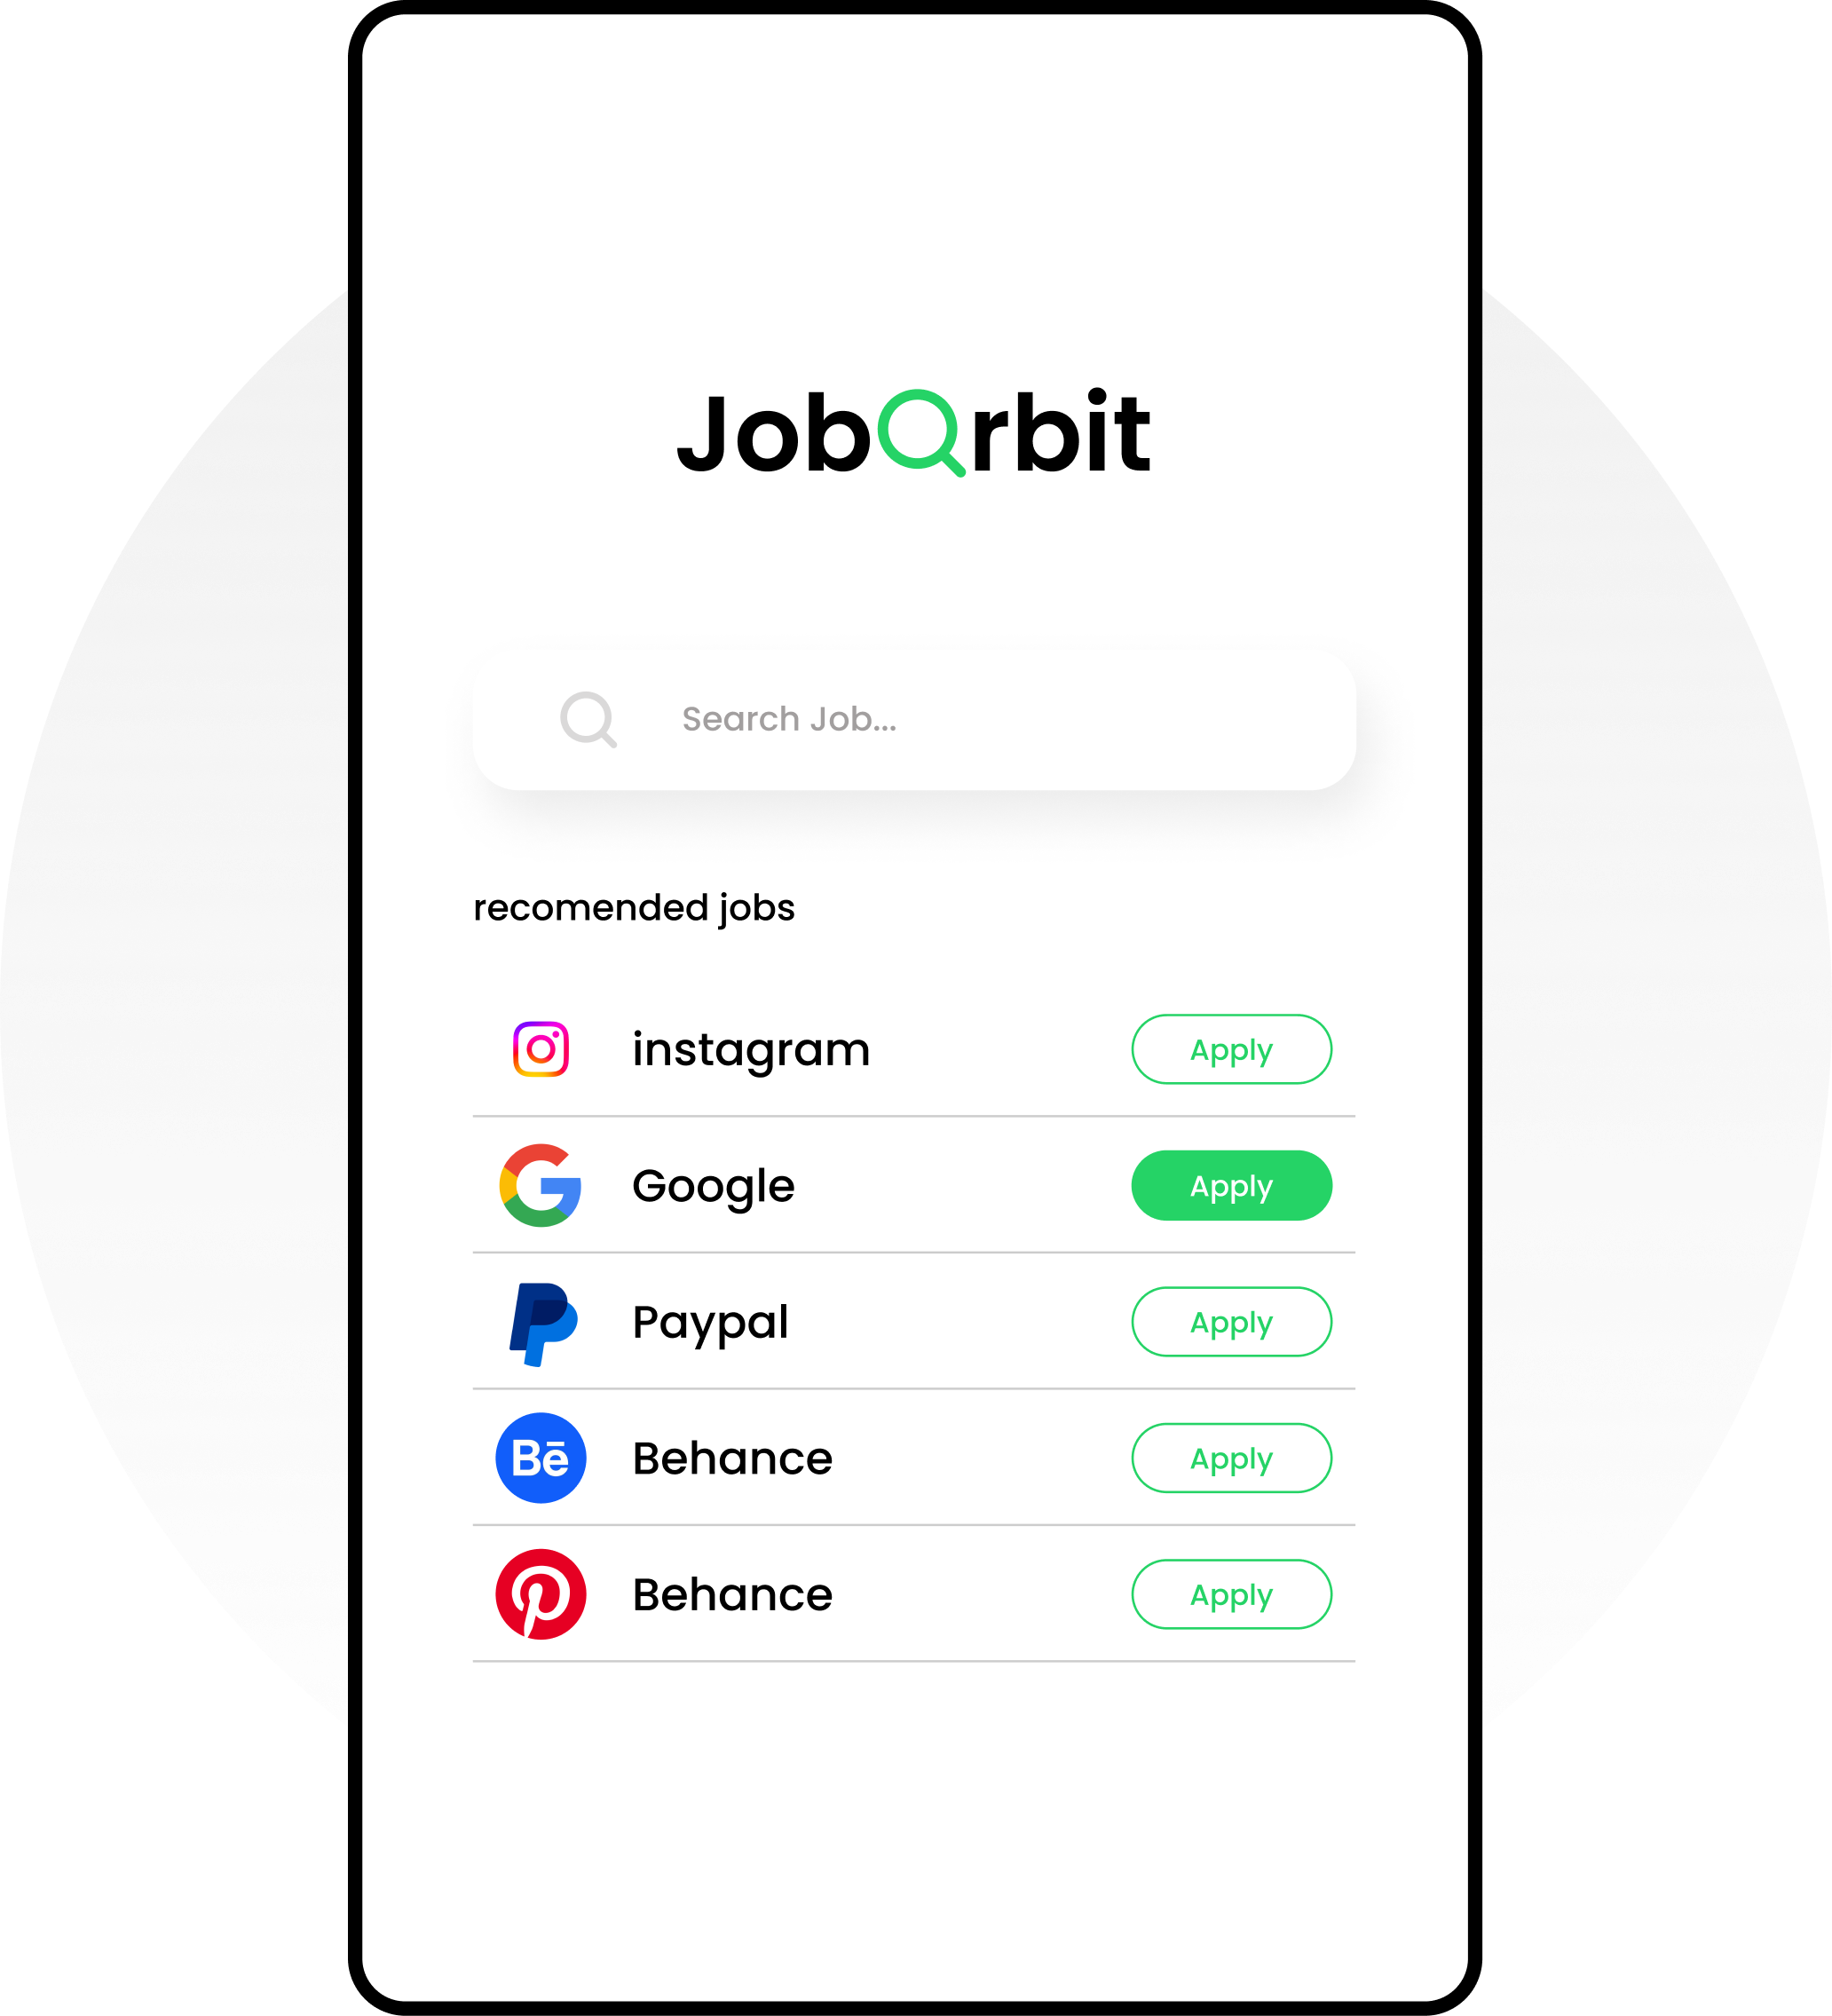 JobOrbit
Search Job...
recomended jobs
instagram Apply
Google Apply
Paypal Apply
Bē Behance Apply
Behance Apply